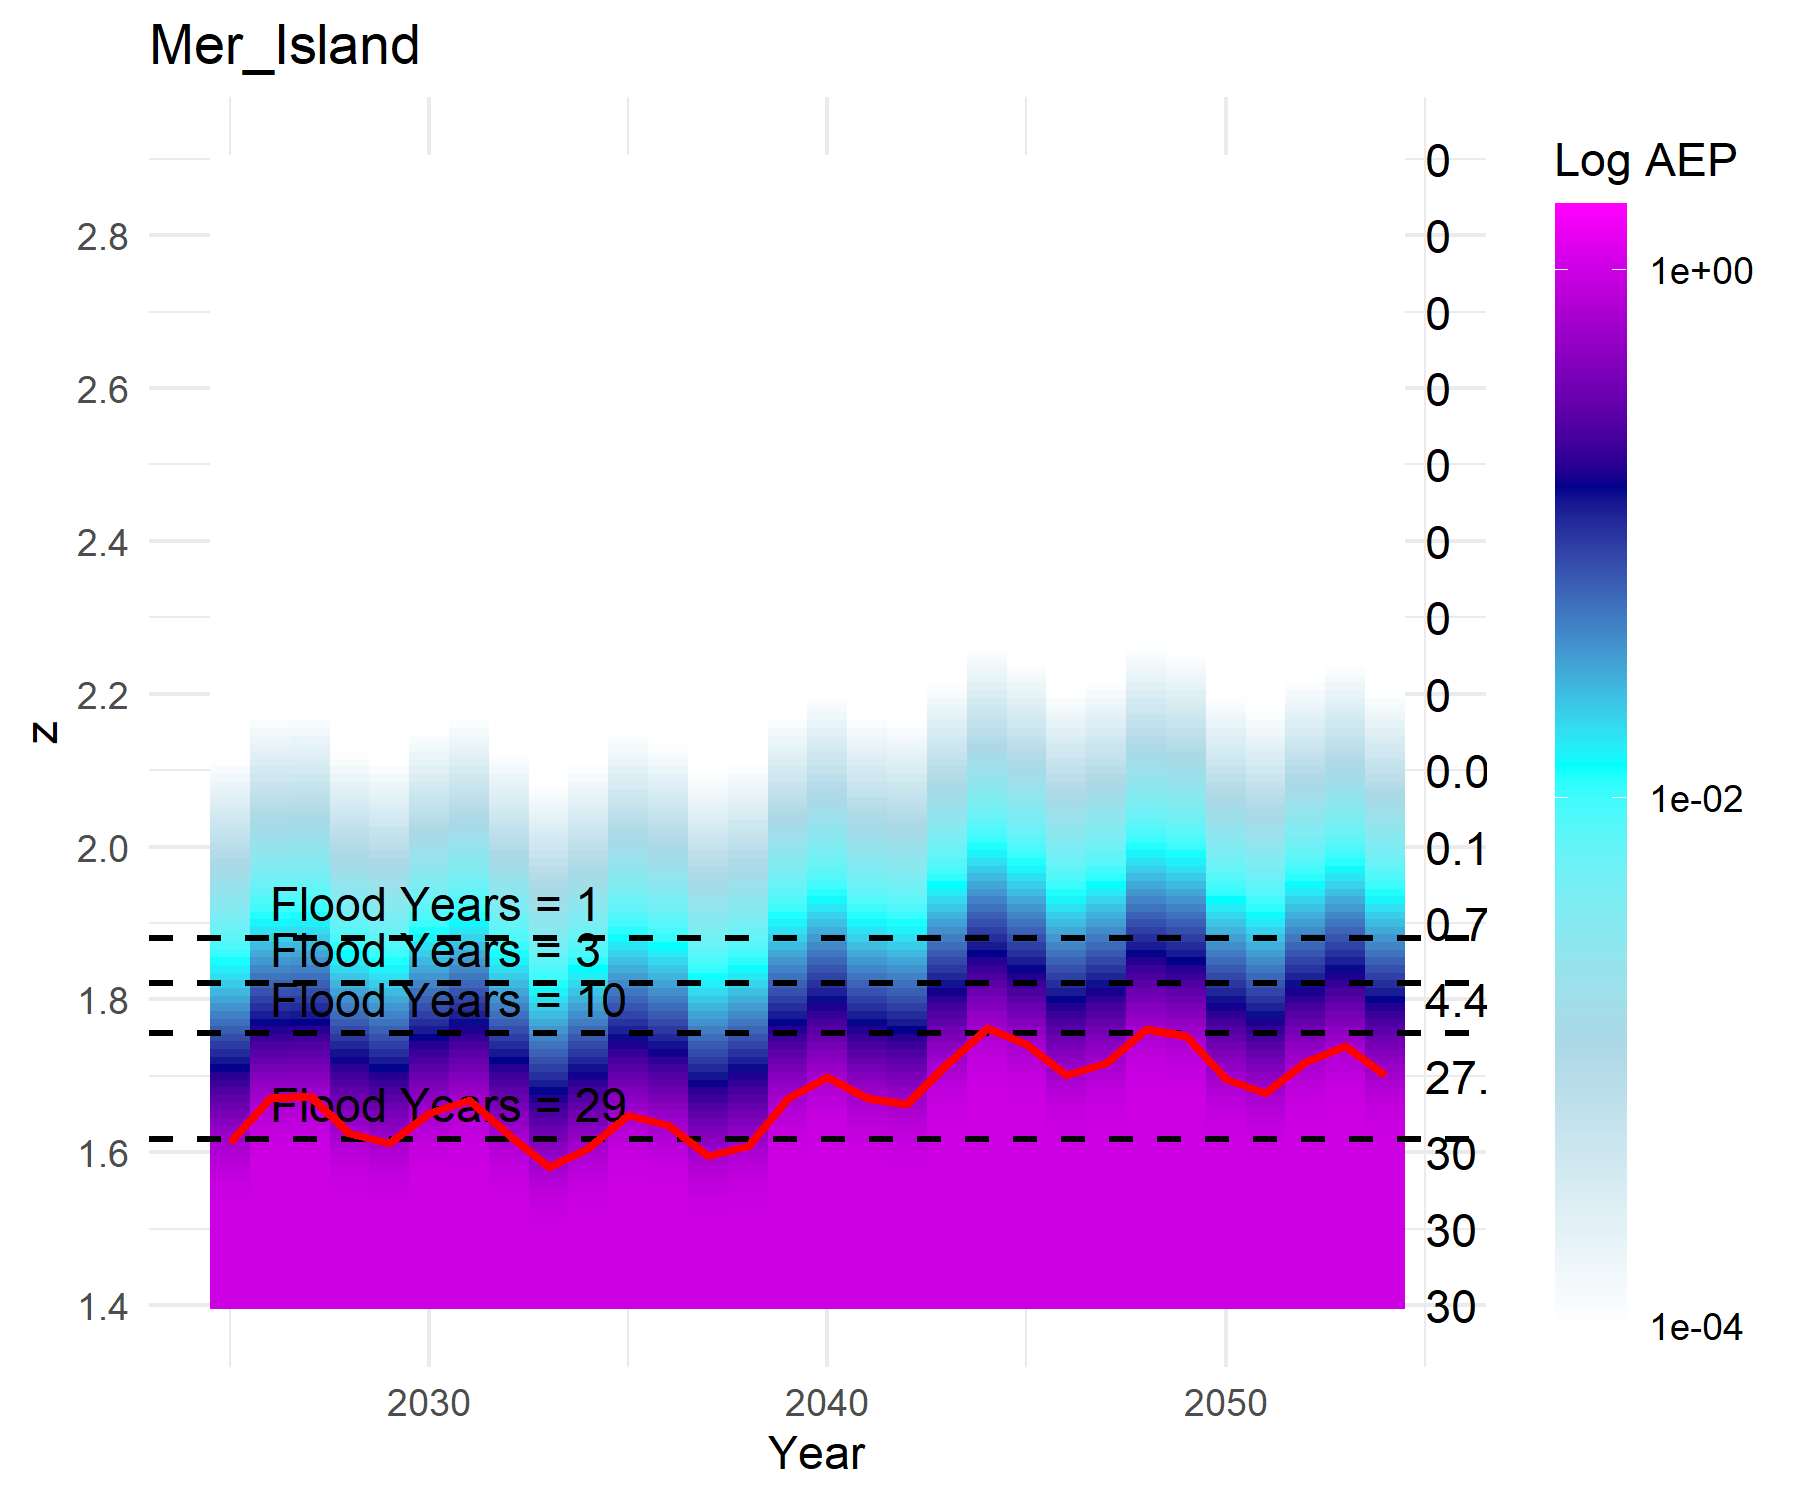 Mer_Island
Log AEP
1e+00
1e-02
1e-04
z
2.8
2.6
2.4
2.2
2.0
1.8
1.6
1.4
0
0
0
0
0
0
0
0
0.0
0.1
0.7
4.4
27.
30
30
30
Flood Years = 1
Flood Years = 3
Flood Years = 10
Flood Years = 29
2030
2040
2050
Year